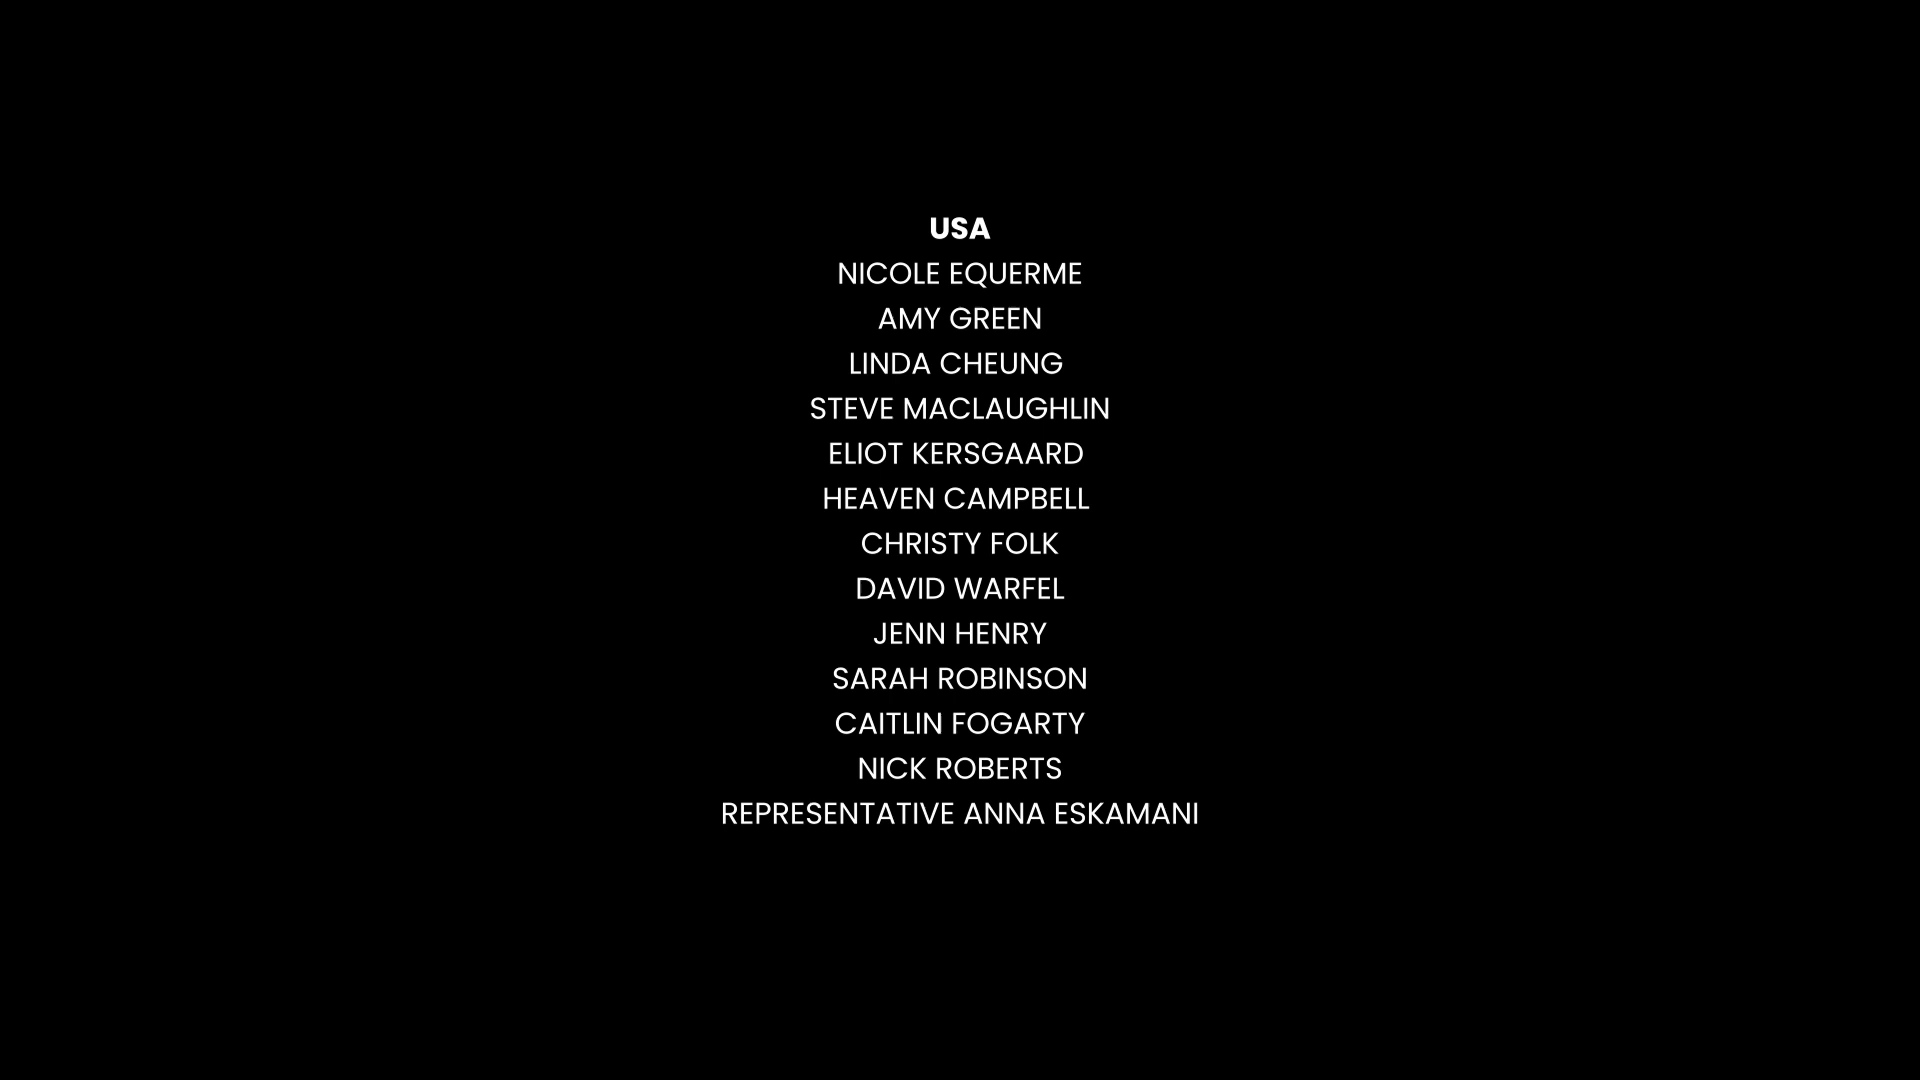 USA
NICOLE EQUERME
AMY GREEN
LINDA CHEUNG
STEVE MACLAUGHLIN
ELIOT KERSGAARD
HEAVEN CAMPBELL
CHRISTY FOLK
DAVID WARFEL
JENN HENRY
SARAH ROBINSON
CAITLIN FOGARTY
NICK ROBERTS
REPRESENTATIVE ANNA ESKAMANI